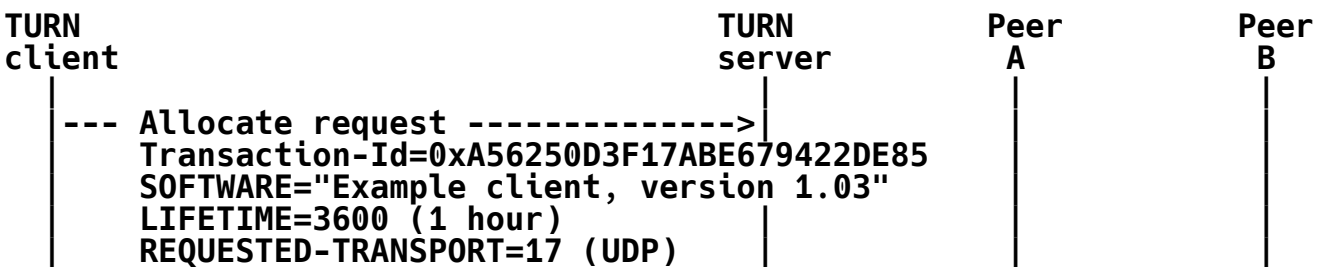 TURN                                 TURN          Peer         Peer
client                               server         A            B
  |                                    |            |            |
  |--- Allocate request -------------->|            |            |
  |    Transaction-Id=0xA56250D3F17ABE679422DE85    |            |
  |    SOFTWARE="Example client, version 1.03"      |            |
  |    LIFETIME=3600 (1 hour)          |            |            |
  |    REQUESTED-TRANSPORT=17 (UDP)    |            |            |